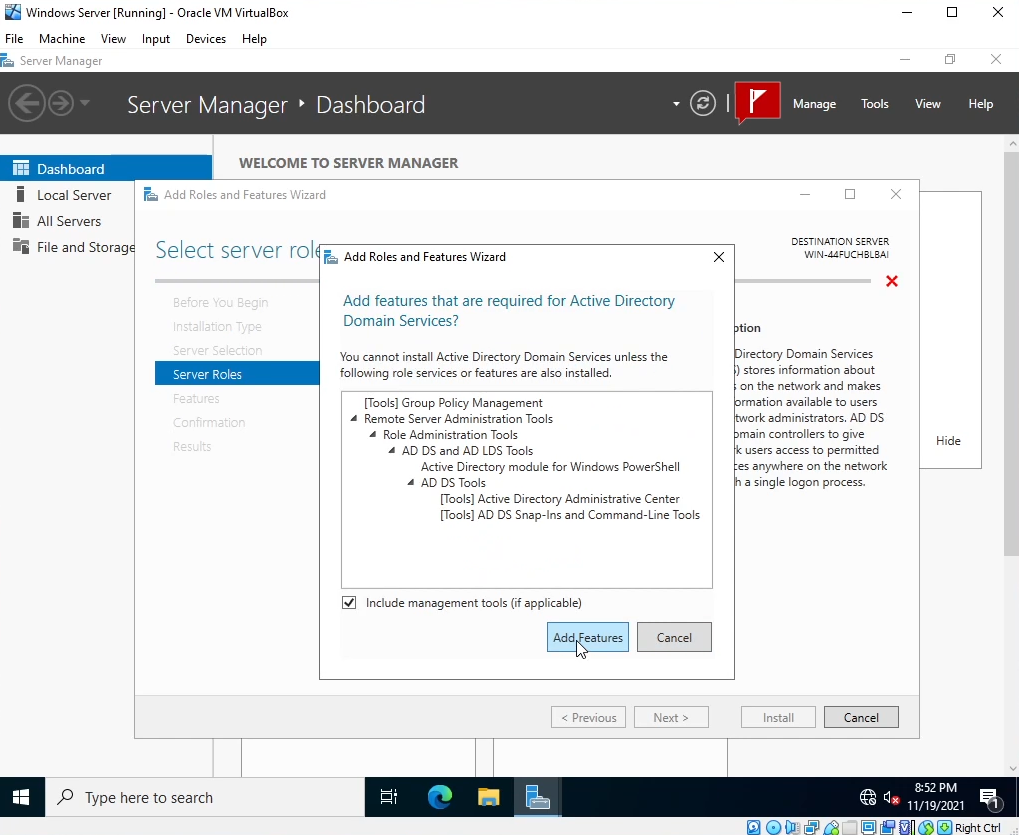 Windows Server [Running] - Oracle VM VirtualBox
File Machine View Input Devices Help
Server Manager
Server Manager ‣ Dashboard
Manage Tools View Help
Dashboard
Local Server
All Servers
File and Storage
WELCOME TO SERVER MANAGER
Add Roles and Features Wizard
Select server role
DESTINATION SERVER
WIN-44FUCHBLBAI
Before You Begin
Installation Type
Server Selection
Server Roles
Features
Confirmation
Results
Add Roles and Features Wizard
Add features that are required for Active Directory
Domain Services?
You cannot install Active Directory Domain Services unless the
following role services or features are also installed.
[Tools] Group Policy Management
Remote Server Administration Tools
Role Administration Tools
AD DS and AD LDS Tools
Active Directory module for Windows PowerShell
AD DS Tools
[Tools] Active Directory Administrative Center
[Tools] AD DS Snap-Ins and Command-Line Tools
Include management tools (if applicable)
Add Features
Cancel
ption
Directory Domain Services
) stores information about
on the network and makes
ormation available to users
twork administrators. AD DS
omain controllers to give
k users access to permitted
ces anywhere on the network
h a single logon process.
Hide
< Previous
Next >
Install
Cancel
Type here to search
8:52 PM
11/19/2021
1
Right Ctrl